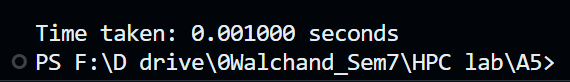 Time taken: 0.001000 seconds
PS F:\D drive\0Walchand_Sem7\HPC lab\A5>